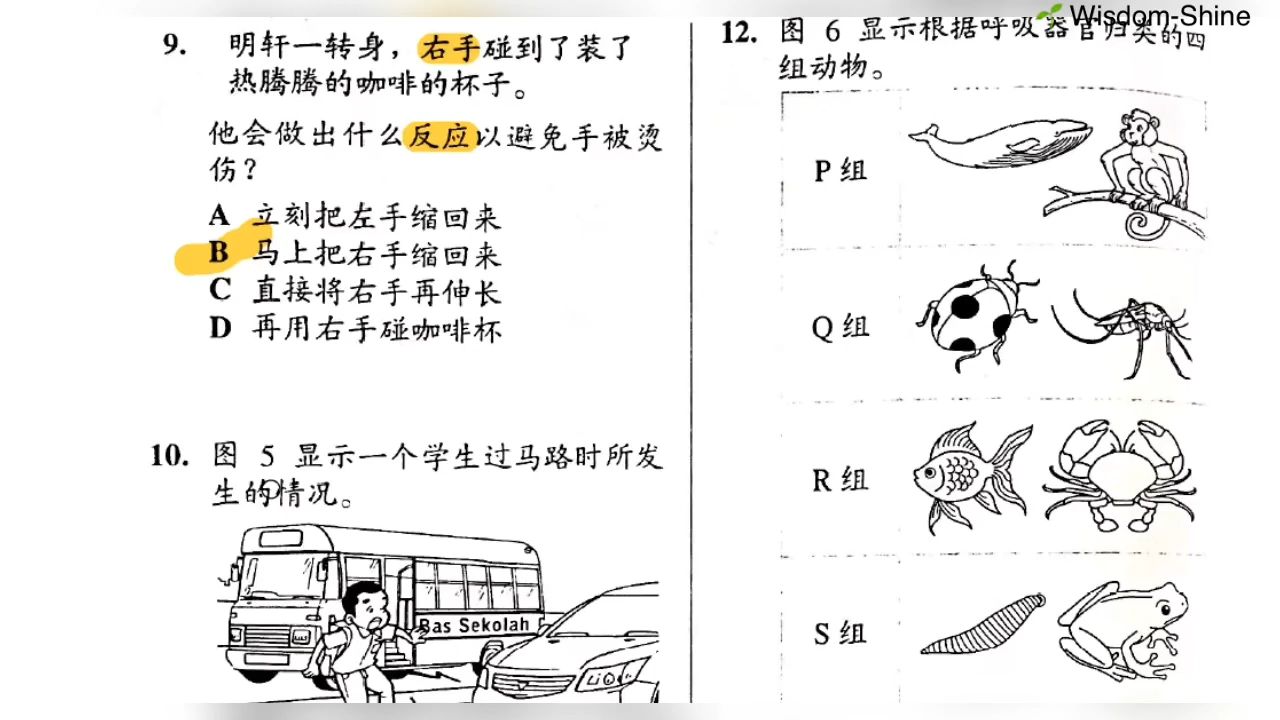 Wisdom-Shine
9. 明轩一转身，右手碰到了装了
热腾腾的咖啡的杯子。
他会做出什么反应以避免手被烫
伤？
A 立刻把左手缩回来
B 马上把右手缩回来
C 直接将右手再伸长
D 再用右手碰咖啡杯
10. 图 5 显示一个学生过马路时所发
生的情况。
Bas Sekolah
12. 图 6 显示根据呼吸器官归类的四
组动物。
P 组
Q 组
R 组
S 组